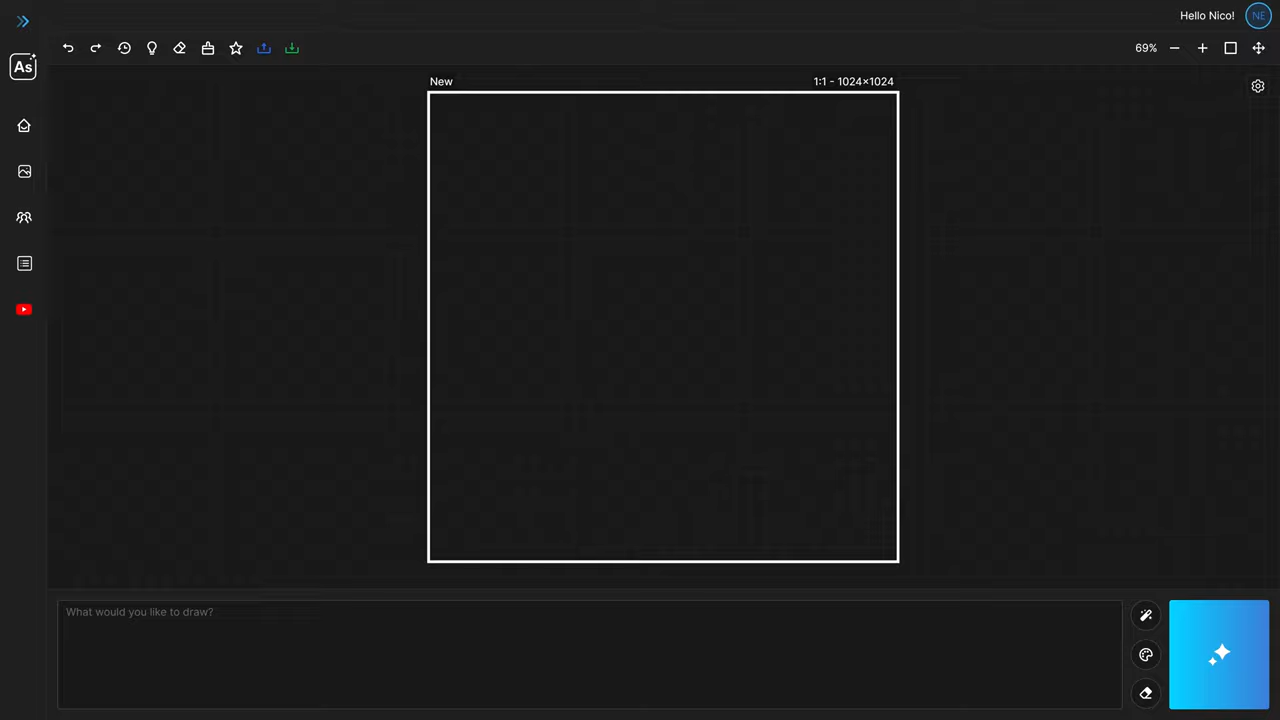 Hello Nico!
NE
As
69%
New
1:1 - 1024×1024
What would you like to draw?